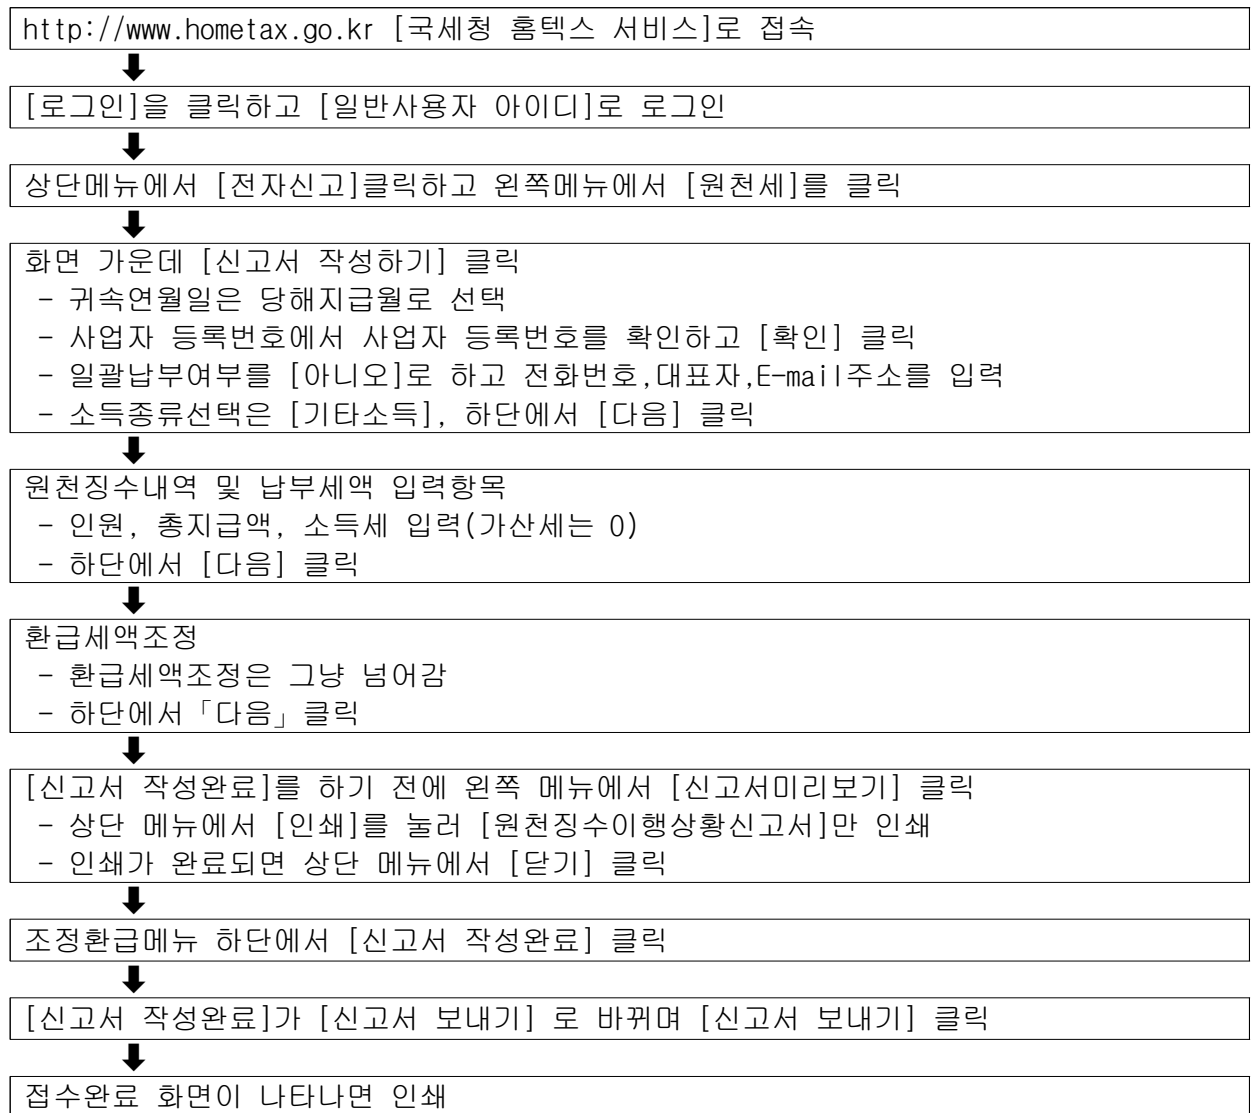 http://www.hometax.go.kr [국세청 홈텍스 서비스]로 접속
[로그인]을 클릭하고 [일반사용자 아이디]로 로그인
상단메뉴에서 [전자신고]클릭하고 왼쪽메뉴에서 [원천세]를 클릭
화면 가운데 [신고서 작성하기] 클릭
- 귀속연월일은 당해지급월로 선택
- 사업자 등록번호에서 사업자 등록번호를 확인하고 [확인] 클릭
- 일괄납부여부를 [아니오]로 하고 전화번호,대표자,E-mail주소를 입력
- 소득종류선택은 [기타소득], 하단에서 [다음] 클릭
원천징수내역 및 납부세액 입력항목
- 인원, 총지급액, 소득세 입력(가산세는 0)
- 하단에서 [다음] 클릭
환급세액조정
- 환급세액조정은 그냥 넘어감
- 하단에서「다음」클릭
[신고서 작성완료]를 하기 전에 왼쪽 메뉴에서 [신고서미리보기] 클릭
- 상단 메뉴에서 [인쇄]를 눌러 [원천징수이행상황신고서]만 인쇄
- 인쇄가 완료되면 상단 메뉴에서 [닫기] 클릭
조정환급메뉴 하단에서 [신고서 작성완료] 클릭
[신고서 작성완료]가 [신고서 보내기] 로 바뀌며 [신고서 보내기] 클릭
접수완료 화면이 나타나면 인쇄